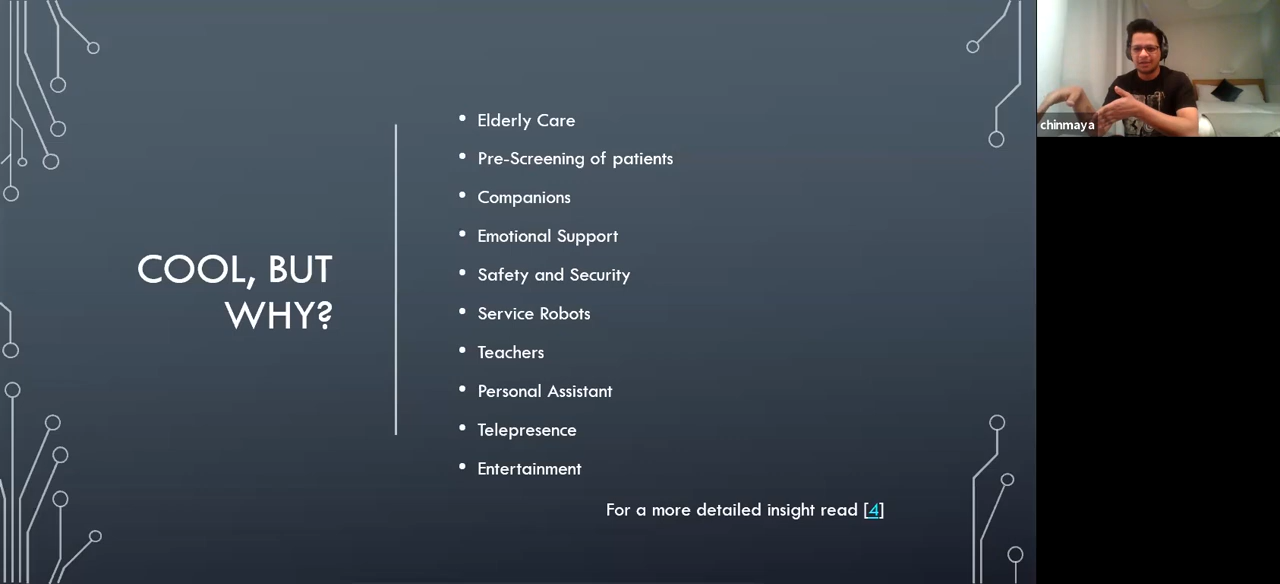 COOL, BUT
WHY?
• Elderly Care
• Pre-Screening of patients
• Companions
• Emotional Support
• Safety and Security
• Service Robots
• Teachers
• Personal Assistant
• Telepresence
• Entertainment
For a more detailed insight read [4]
chinmaya